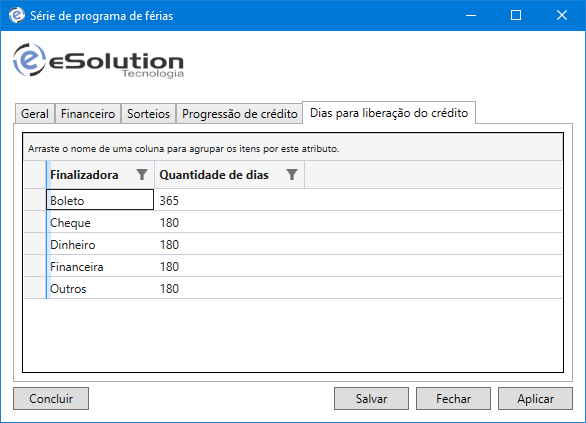 Série de programa de férias
eSolution
Tecnologia
Geral Financeiro Sorteios Progressão de crédito Dias para liberação do crédito
Arraste o nome de uma coluna para agrupar os itens por este atributo.
Finalizadora Quantidade de dias
Boleto 365
Cheque 180
Dinheiro 180
Financeira 180
Outros 180
Concluir Salvar Fechar Aplicar